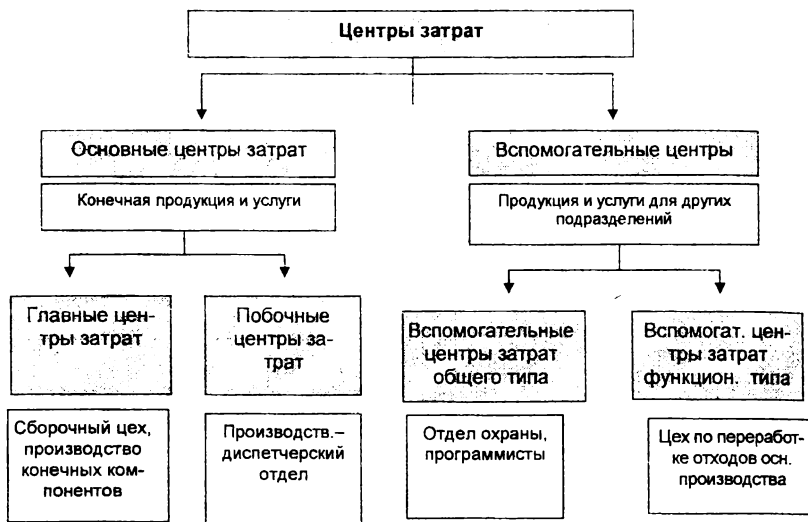 Центры затрат
Основные центры затрат
Вспомогательные центры
Конечная продукция и услуги
Продукция и услуги для других
подразделений
Главные цен-
тры затрат
Побочные
центры за-
трат
Вспомогательные
центры затрат
общего типа
Вспомогат. цен-
тры затрат
функцион. типа
Сборочный цех,
производство
конечных ком-
понентов
Производств.–
диспетчерский
отдел
Отдел охраны,
программисты
Цех по переработ-
ке отходов осн.
производства